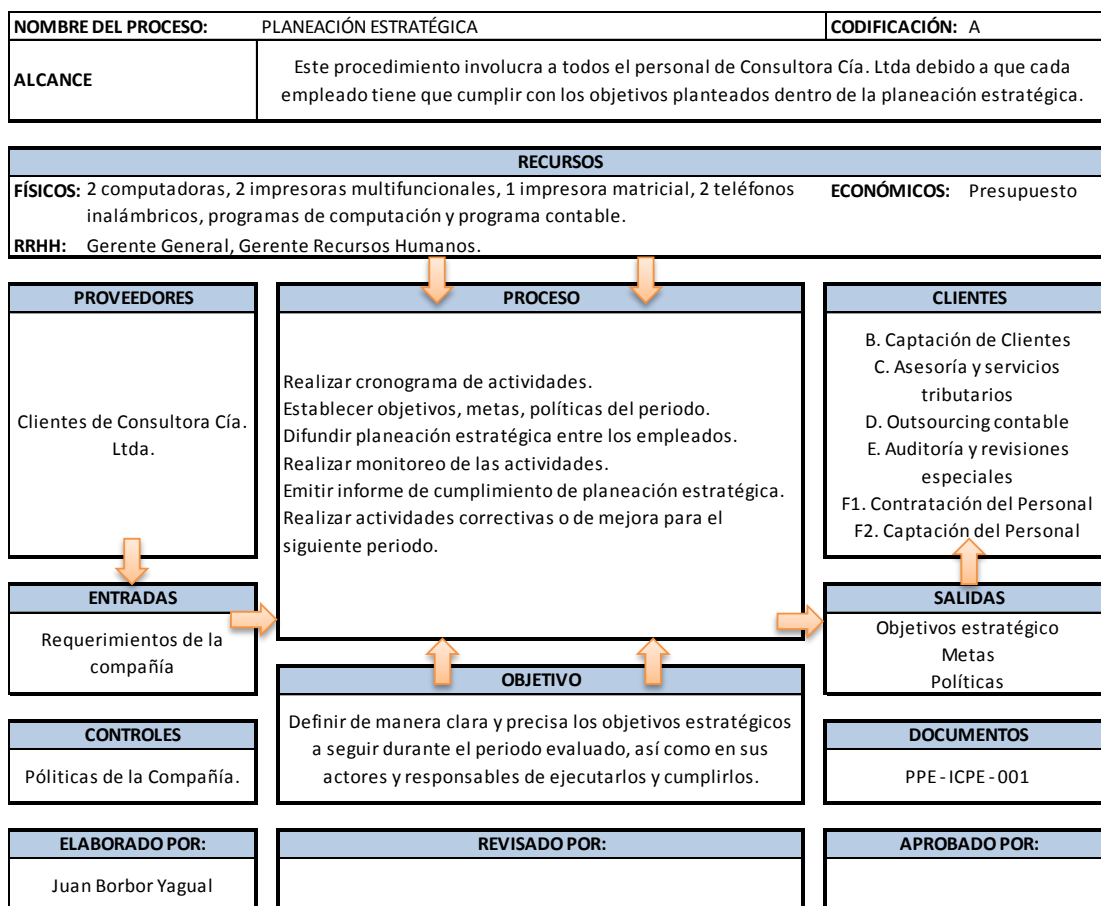 NOMBRE DEL PROCESO: PLANEACIÓN ESTRATÉGICA CODIFICACIÓN: A
ALCANCE
Este procedimiento involucra a todos el personal de Consultora Cía. Ltda debido a que cada
empleado tiene que cumplir con los objetivos planteados dentro de la planeación estratégica.
RECURSOS
FÍSICOS: 2 computadoras, 2 impresoras multifuncionales, 1 impresora matricial, 2 teléfonos
inalámbricos, programas de computación y programa contable.
ECONÓMICOS: Presupuesto
RRHH: Gerente General, Gerente Recursos Humanos.
PROVEEDORES
Clientes de Consultora Cía.
Ltda.
ENTRADAS
Requerimientos de la
compañía
CONTROLES
Póliticas de la Compañía.
PROCESO
Realizar cronograma de actividades.
Establecer objetivos, metas, políticas del periodo.
Difundir planeación estratégica entre los empleados.
Realizar monitoreo de las actividades.
Emitir informe de cumplimiento de planeación estratégica.
Realizar actividades correctivas o de mejora para el
siguiente periodo.
OBJETIVO
Definir de manera clara y precisa los objetivos estratégicos
a seguir durante el periodo evaluado, así como en sus
actores y responsables de ejecutarlos y cumplirlos.
CLIENTES
B. Captación de Clientes
C. Asesoría y servicios
tributarios
D. Outsourcing contable
E. Auditoría y revisiones
especiales
F1. Contratación del Personal
F2. Captación del Personal
SALIDAS
Objetivos estratégico
Metas
Políticas
DOCUMENTOS
PPE - ICPE - 001
ELABORADO POR:
Juan Borbor Yagual
REVISADO POR:
APROBADO POR: